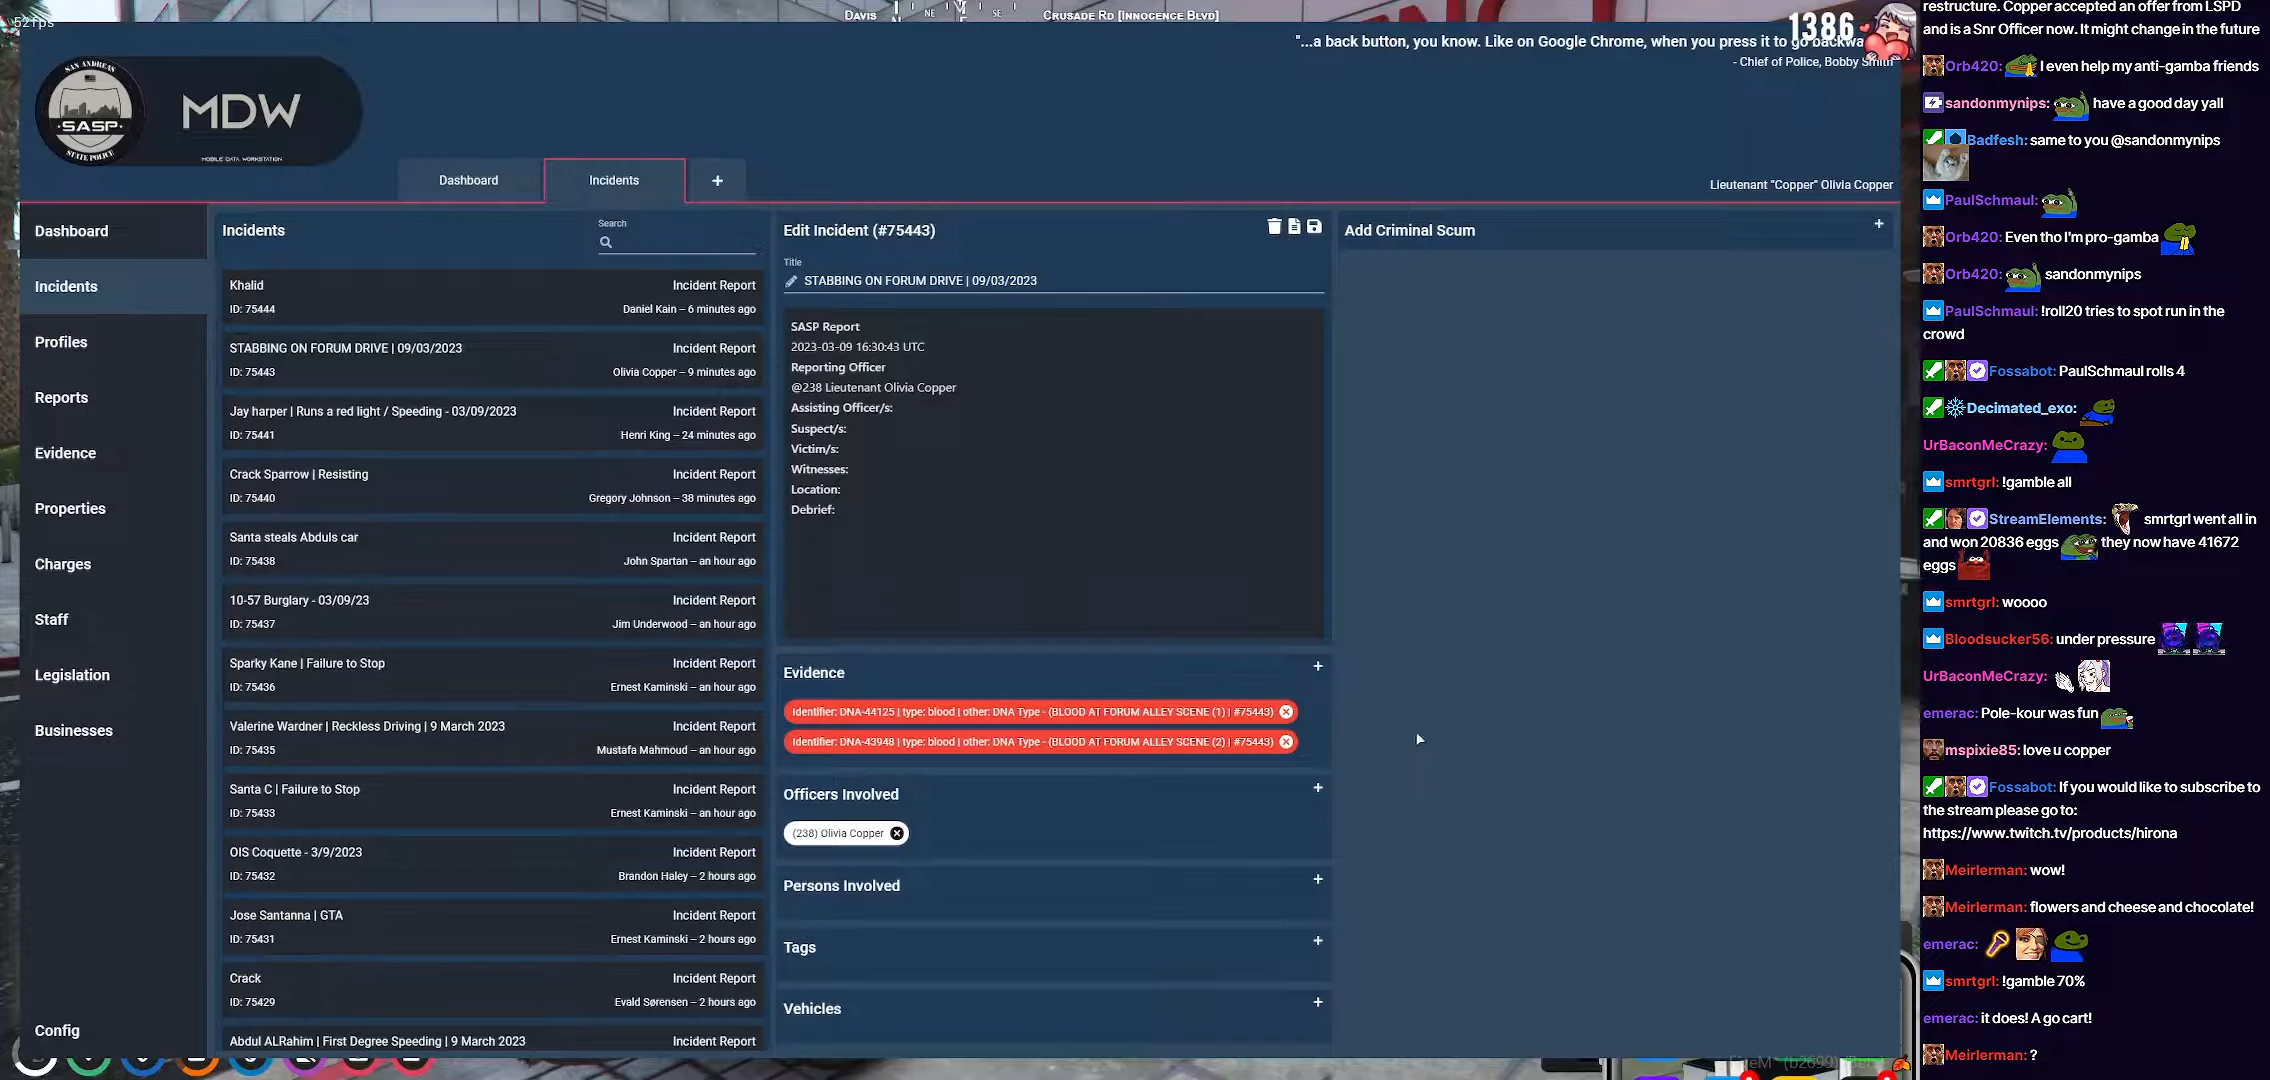 52fps
DAVIS NE SE CRUSADE RD [INNOCENCE BLVD]
1386
"...a back button, you know. Like on Google Chrome, when you press it to go backwa
- Chief of Police, Bobby Smith
SAN ANDREAS
·SASP·
STATE POLICE
MDW
MOBILE DATA WORKSTATION
Dashboard
Incidents
+
Lieutenant "Copper" Olivia Copper
Dashboard
Incidents
Profiles
Reports
Evidence
Properties
Charges
Staff
Legislation
Businesses
Config
Incidents
Search
Khalid Incident Report
ID: 75444 Daniel Kain – 6 minutes ago
STABBING ON FORUM DRIVE | 09/03/2023 Incident Report
ID: 75443 Olivia Copper – 9 minutes ago
Jay harper | Runs a red light / Speeding - 03/09/2023 Incident Report
ID: 75441 Henri King – 24 minutes ago
Crack Sparrow | Resisting Incident Report
ID: 75440 Gregory Johnson – 38 minutes ago
Santa steals Abduls car Incident Report
ID: 75438 John Spartan – an hour ago
10-57 Burglary - 03/09/23 Incident Report
ID: 75437 Jim Underwood – an hour ago
Sparky Kane | Failure to Stop Incident Report
ID: 75436 Ernest Kaminski – an hour ago
Valerine Wardner | Reckless Driving | 9 March 2023 Incident Report
ID: 75435 Mustafa Mahmoud – an hour ago
Santa C | Failure to Stop Incident Report
ID: 75433 Ernest Kaminski – an hour ago
OIS Coquette - 3/9/2023 Incident Report
ID: 75432 Brandon Haley – 2 hours ago
Jose Santanna | GTA Incident Report
ID: 75431 Ernest Kaminski – 2 hours ago
Crack Incident Report
ID: 75429 Evald Sørensen – 2 hours ago
Abdul ALRahim | First Degree Speeding | 9 March 2023 Incident Report
Edit Incident (#75443)
Title
STABBING ON FORUM DRIVE | 09/03/2023
SASP Report
2023-03-09 16:30:43 UTC
Reporting Officer
@238 Lieutenant Olivia Copper
Assisting Officer/s:
Suspect/s:
Victim/s:
Witnesses:
Location:
Debrief:
Evidence +
Identifier: DNA-44125 | type: blood | other: DNA Type - (BLOOD AT FORUM ALLEY SCENE (1) | #75443)
Identifier: DNA-43948 | type: blood | other: DNA Type - (BLOOD AT FORUM ALLEY SCENE (2) | #75443)
Officers Involved +
(238) Olivia Copper
Persons Involved +
Tags +
Vehicles +
Add Criminal Scum +
restructure. Copper accepted an offer from LSPD
and is a Snr Officer now. It might change in the future
Orb420: I even help my anti-gamba friends
sandonmynips: have a good day yall
Badfesh: same to you @sandonmynips
PaulSchmaul:
Orb420: Even tho I'm pro-gamba
Orb420: sandonmynips
PaulSchmaul: !roll20 tries to spot run in the
crowd
Fossabot: PaulSchmaul rolls 4
Decimated_exo:
UrBaconMeCrazy:
smrtgrl: !gamble all
StreamElements: smrtgrl went all in
and won 20836 eggs they now have 41672
eggs
smrtgrl: woooo
Bloodsucker56: under pressure
UrBaconMeCrazy:
emerac: Pole-kour was fun
mspixie85: love u copper
Fossabot: If you would like to subscribe to
the stream please go to:
https://www.twitch.tv/products/hirona
Meirlerman: wow!
Meirlerman: flowers and cheese and chocolate!
emerac:
smrtgrl: !gamble 70%
emerac: it does! A go cart!
Meirlerman: ?